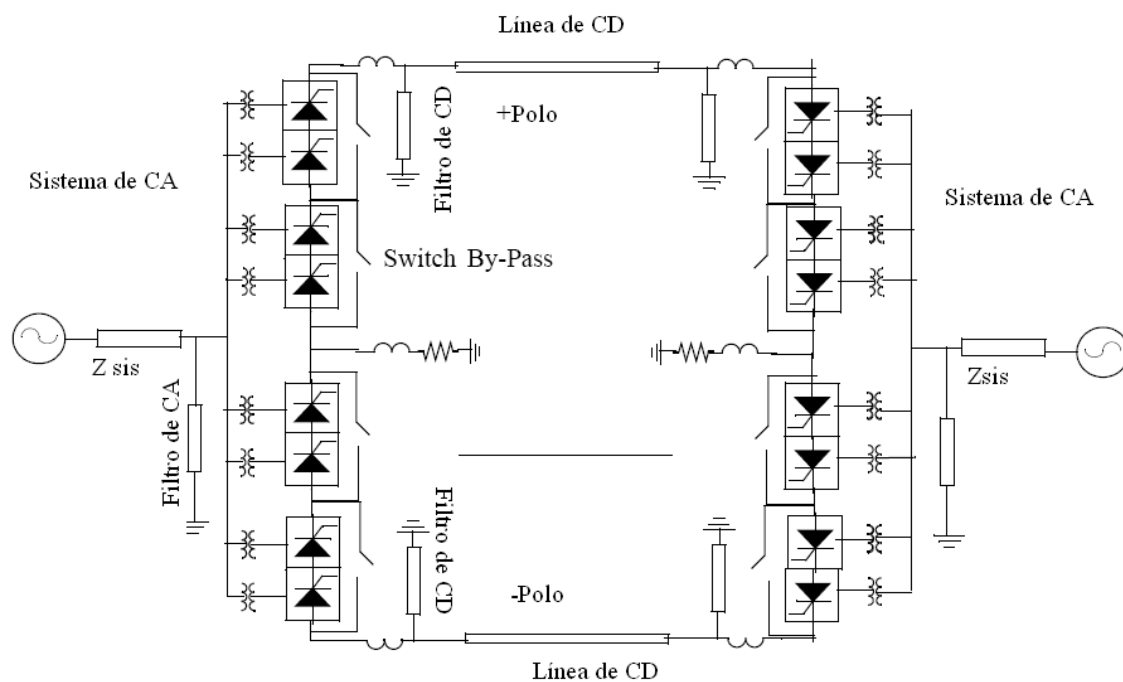 Línea de CD
+Polo
Filtro de CD
Sistema de CA
Sistema de CA
Switch By-Pass
Z sis
Zsis
Filtro de CA
Filtro de CD
-Polo
Línea de CD